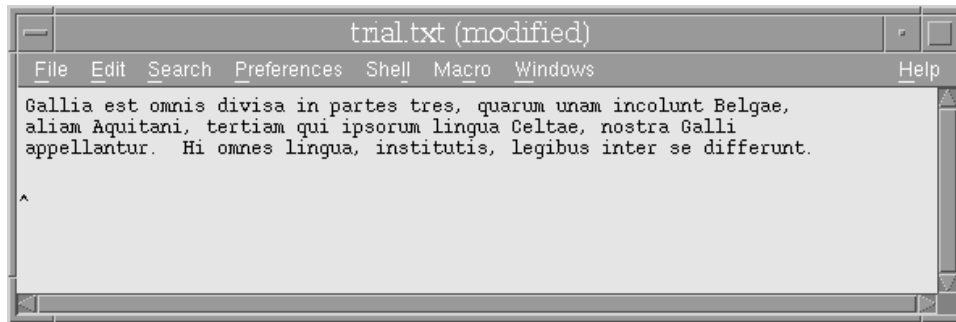 trial.txt (modified)
File Edit Search Preferences Shell Macro Windows Help
Gallia est omnis divisa in partes tres, quarum unam incolunt Belgae,
aliam Aquitani, tertiam qui ipsorum lingua Celtae, nostra Galli
appellantur.  Hi omnes lingua, institutis, legibus inter se differunt.
^